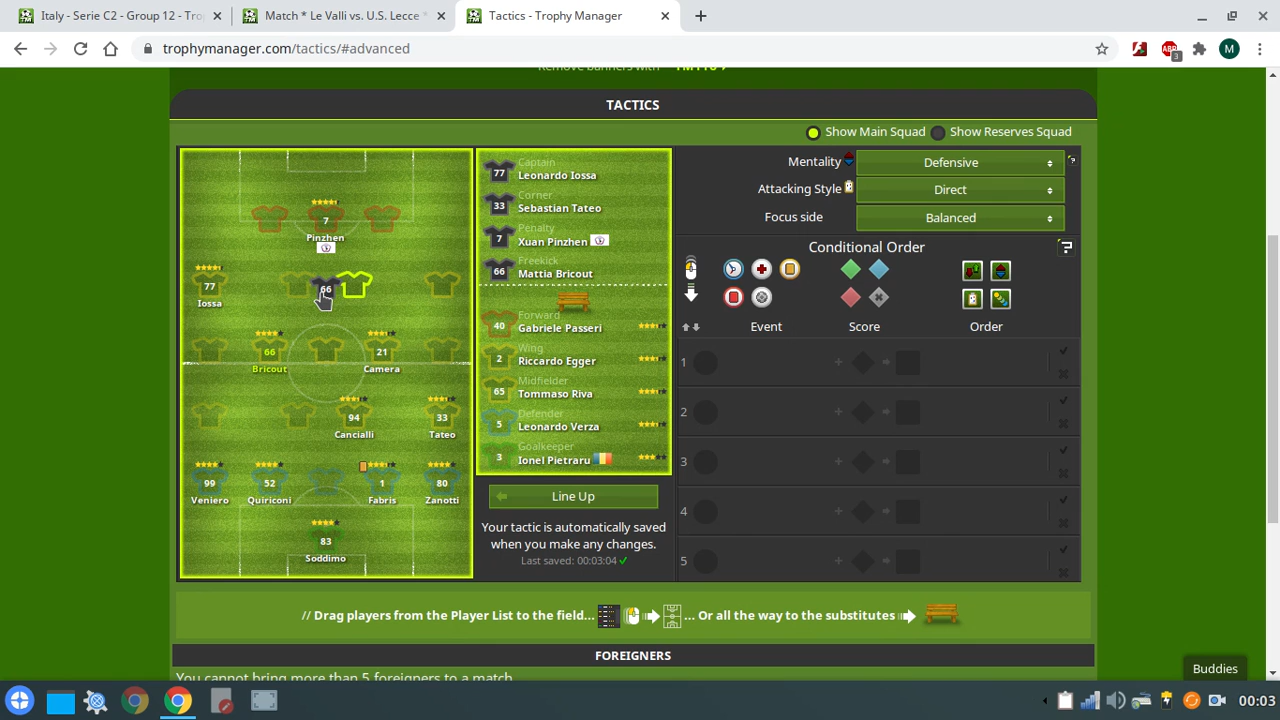 Italy - Serie C2 - Group 12 - Tro
Match * Le Valli vs. U.S. Lecce *
Tactics - Trophy Manager
trophymanager.com/tactics/#advanced
3
M
TACTICS
Show Main Squad
Show Reserves Squad
7
Pinzhen
77
Iossa
66
66
Bricout
21
Camera
94
Cancialli
33
Tateo
99
Veniero
52
Quiriconi
1
Fabris
80
Zanotti
83
Soddimo
Captain
77
Leonardo Iossa
Corner
33
Sebastian Tateo
Penalty
7
Xuan Pinzhen
Freekick
66
Mattia Bricout
Forward
40
Gabriele Passeri
Wing
2
Riccardo Egger
Midfielder
65
Tommaso Riva
Defender
5
Leonardo Verza
Goalkeeper
3
Ionel Pietraru
Line Up
Your tactic is automatically saved
when you make any changes.
Last saved: 00:03:04
Mentality
Defensive
?
Attacking Style
Direct
Focus side
Balanced
Conditional Order
?
Event
Score
Order
1
2
3
4
5
// Drag players from the Player List to the field...
... Or all the way to the substitutes
FOREIGNERS
You cannot bring more than 5 foreigners to a match
Buddies
00:03